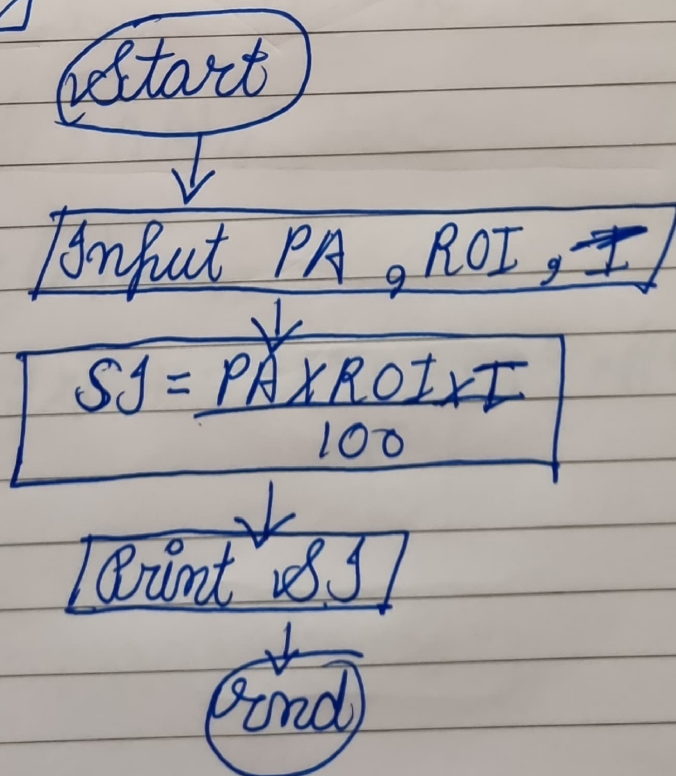 Start
Input PA, ROI, I
SI = PA X ROI X I
100
Print SI
End